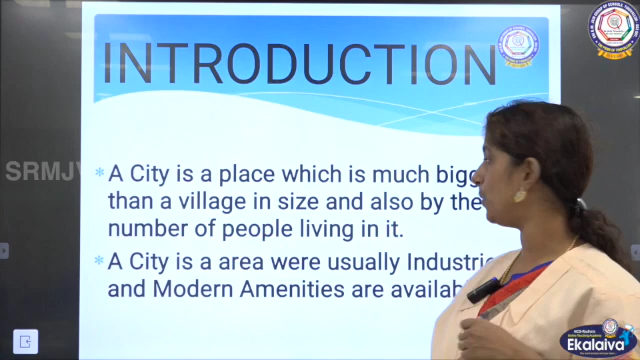 INTRODUCTION
SRMJV
* A City is a place which is much bigg
than a village in size and also by the
number of people living in it.
* A City is a area were usually Industrie
and Modern Amenities are availab
Ekalaiva